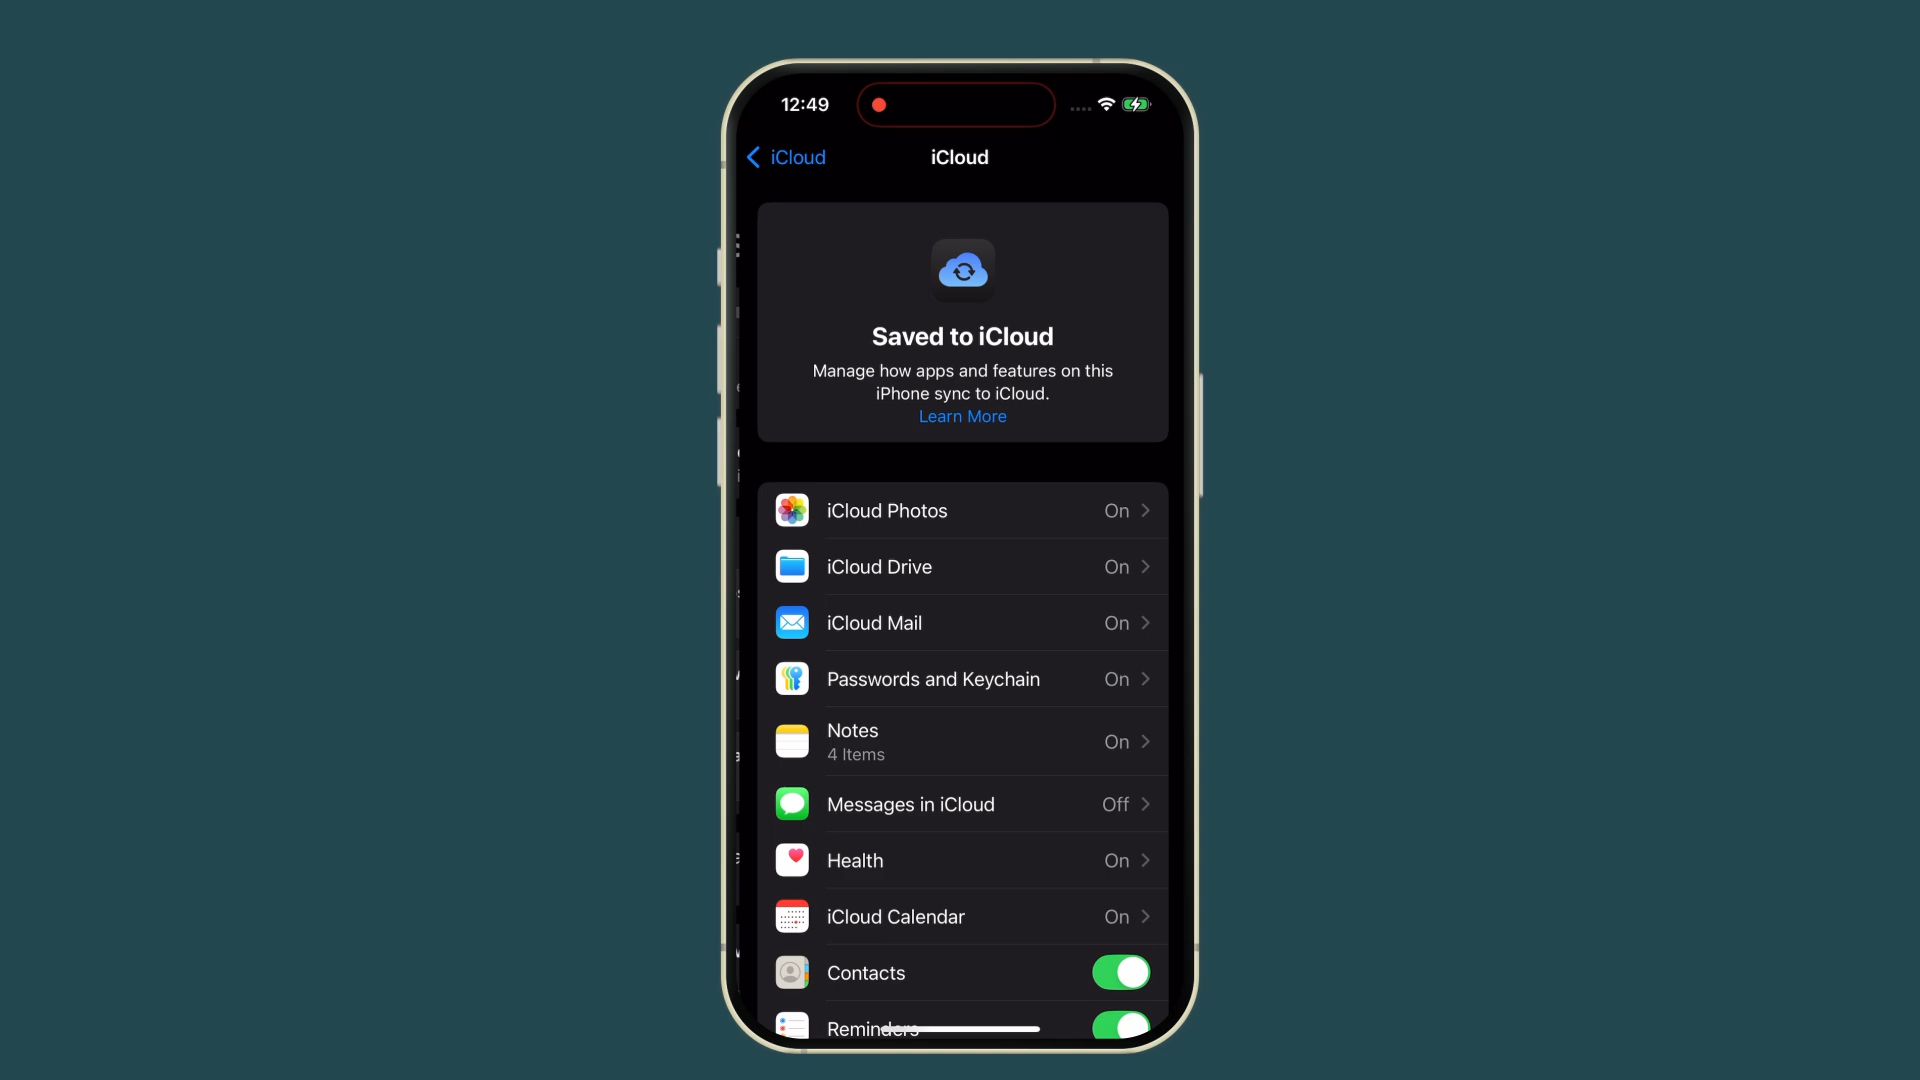 12:49
iCloud
iCloud
Saved to iCloud
Manage how apps and features on this
iPhone sync to iCloud.
Learn More
iCloud Photos On
iCloud Drive On
iCloud Mail On
Passwords and Keychain On
Notes
4 Items
On
Messages in iCloud Off
Health On
iCloud Calendar On
Contacts
Reminders